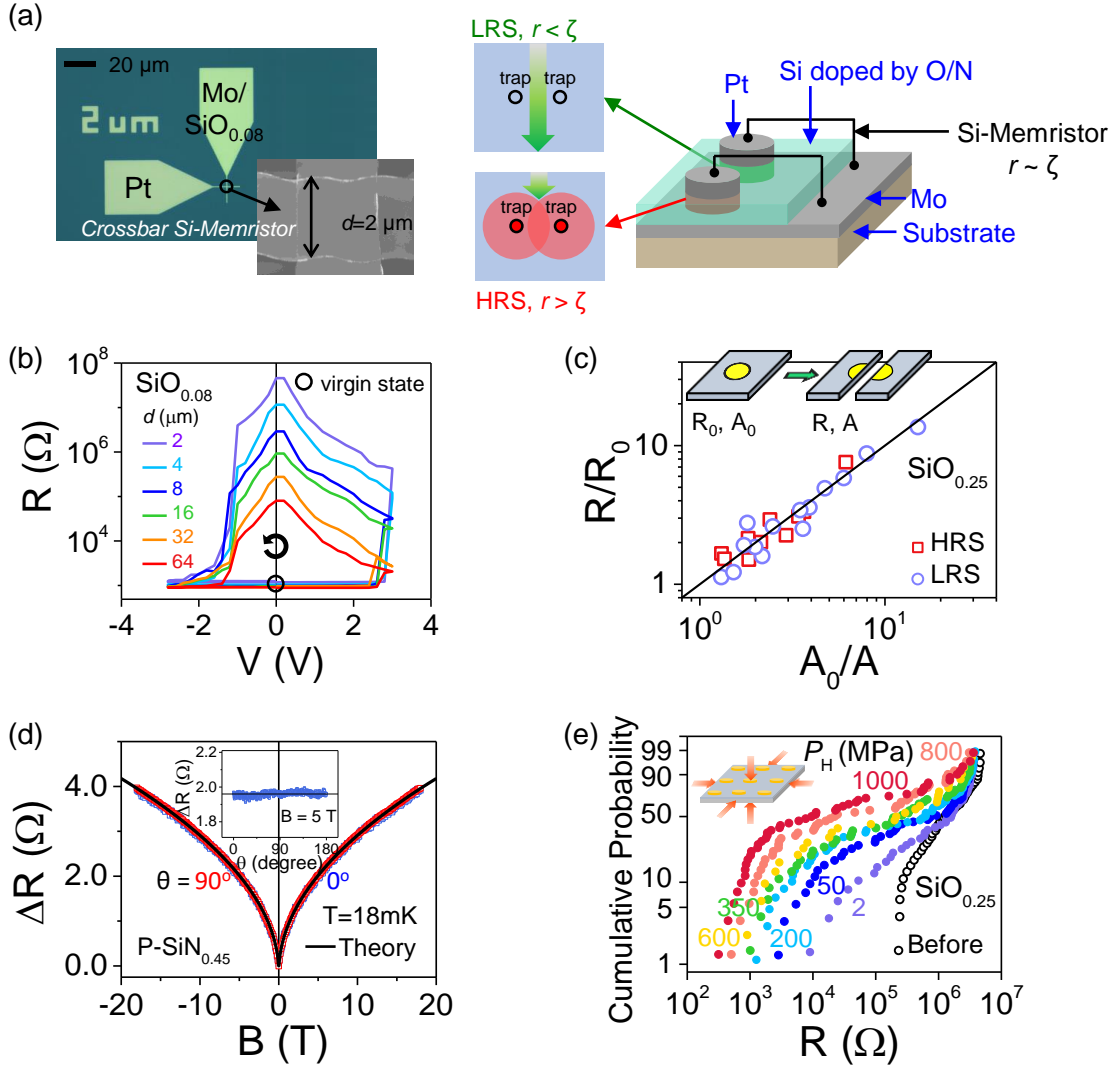 (a)
20 μm
Mo/
SiO0.08
2 um
Pt
Crossbar Si-Memristor
d=2 μm
LRS, r < ζ
trap trap
trap trap
HRS, r > ζ
Pt
Si doped by O/N
Si-Memristor
r ~ ζ
Mo
Substrate
(b)
R (Ω)
10^8
10^6
10^4
SiO0.08
virgin state
d (μm)
2
4
8
16
32
64
-4 -2 0 2 4
V (V)
(c)
R/R0
10
1
R0, A0
R, A
SiO0.25
HRS
LRS
10^0 10^1
A0/A
(d)
ΔR (Ω)
4.0
2.0
0.0
ΔR (Ω)
2.2
2.0
1.8
B = 5 T
0 90 180
θ (degree)
θ = 90° 0°
T=18mK
Theory
P-SiN0.45
-20 -10 0 10 20
B (T)
(e)
Cumulative Probability
99
90
50
10
5
1
PH (MPa)
800
1000
50
2
350
200
600
SiO0.25
Before
10^2 10^3 10^4 10^5 10^6 10^7
R (Ω)